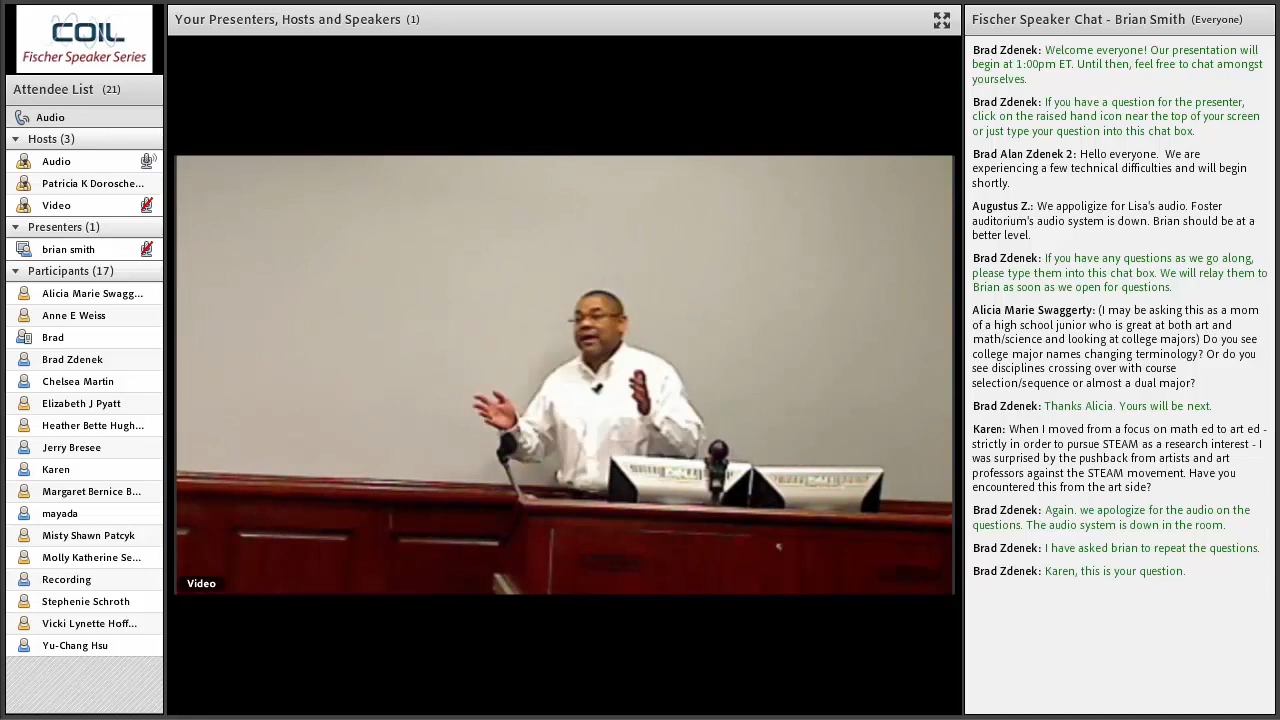 COIL
Fischer Speaker Series
Attendee List (21)
Audio
Hosts (3)
Audio
Patricia K Dorosche...
Video
Presenters (1)
brian smith
Participants (17)
Alicia Marie Swagg...
Anne E Weiss
Brad
Brad Zdenek
Chelsea Martin
Elizabeth J Pyatt
Heather Bette Hugh...
Jerry Bresee
Karen
Margaret Bernice B...
mayada
Misty Shawn Patcyk
Molly Katherine Se...
Recording
Stephenie Schroth
Vicki Lynette Hoff...
Yu-Chang Hsu
Your Presenters, Hosts and Speakers (1)
Video
Fischer Speaker Chat - Brian Smith (Everyone)
Brad Zdenek: Welcome everyone! Our presentation will
begin at 1:00pm ET. Until then, feel free to chat amongst
yourselves.
Brad Zdenek: If you have a question for the presenter,
click on the raised hand icon near the top of your screen
or just type your question into this chat box.
Brad Alan Zdenek 2: Hello everyone. We are
experiencing a few technical difficulties and will begin
shortly.
Augustus Z.: We appoligize for Lisa's audio. Foster
auditorium's audio system is down. Brian should be at a
better level.
Brad Zdenek: If you have any questions as we go along,
please type them into this chat box. We will relay them to
Brian as soon as we open for questions.
Alicia Marie Swaggerty: (I may be asking this as a mom
of a high school junior who is great at both art and
math/science and looking at college majors) Do you see
college major names changing terminology? Or do you
see disciplines crossing over with course
selection/sequence or almost a dual major?
Brad Zdenek: Thanks Alicia. Yours will be next.
Karen: When I moved from a focus on math ed to art ed -
strictly in order to pursue STEAM as a research interest - I
was surprised by the pushback from artists and art
professors against the STEAM movement. Have you
encountered this from the art side?
Brad Zdenek: Again. we apologize for the audio on the
questions. The audio system is down in the room.
Brad Zdenek: I have asked brian to repeat the questions.
Brad Zdenek: Karen, this is your question.